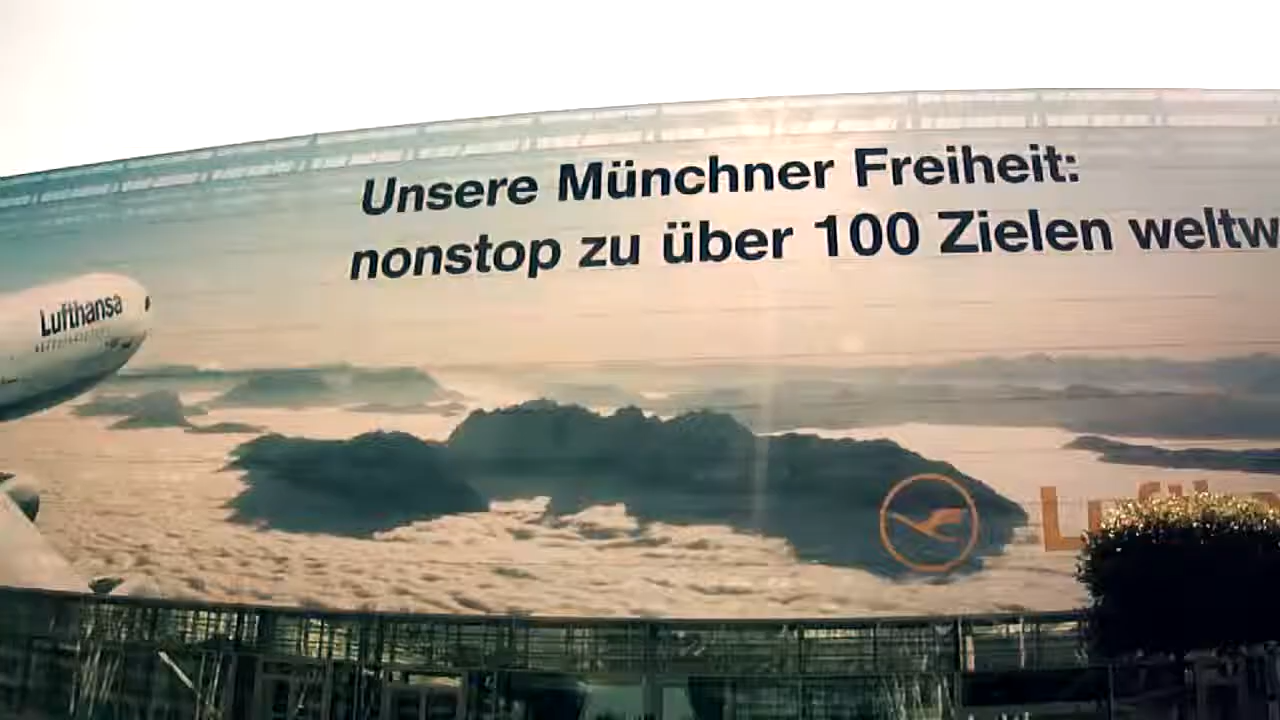 Unsere Münchner Freiheit:
nonstop zu über 100 Zielen weltw
Lufthansa